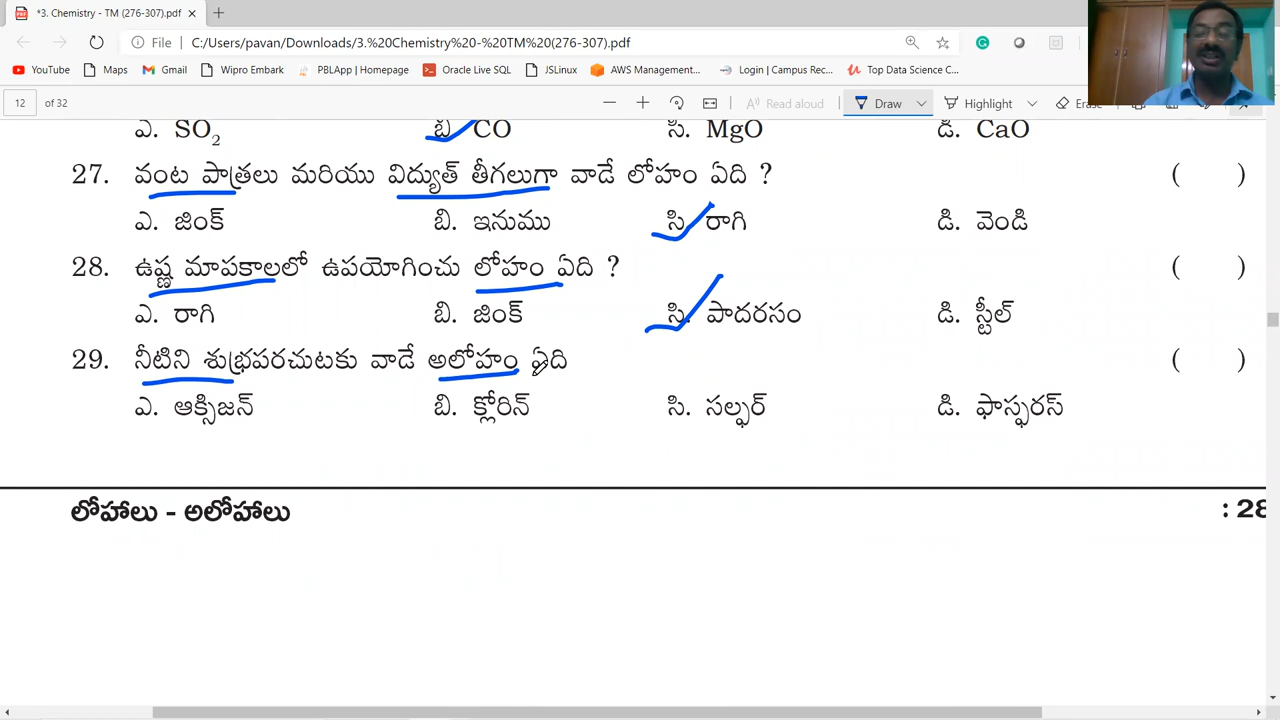 *3. Chemistry - TM (276-307).pdf
File C:/Users/pavan/Downloads/3.%20Chemistry%20-%20TM%20(276-307).pdf
YouTube Maps Gmail Wipro Embark PBLApp | Homepage Oracle Live SQL JSLinux AWS Management... Login | Campus Rec... Top Data Science C...
12 of 32 Read aloud Draw Highlight
ఎ. SO2 బి CO సి. MgO డి. CaO
27. వంట పాత్రలు మరియు విద్యుత్ తీగలుగా వాడే లోహం ఏది ? ( )
ఎ. జింక్ బి. ఇనుము సి. రాగి డి. వెండి
28. ఉష్ణ మాపకాలలో ఉపయోగించు లోహం ఏది ? ( )
ఎ. రాగి బి. జింక్ సి. పాదరసం డి. స్టీల్
29. నీటిని శుభ్రపరచుటకు వాడే అలోహం ఏది ( )
ఎ. ఆక్సిజన్ బి. క్లోరిన్ సి. సల్ఫర్ డి. ఫాస్ఫరస్
లోహాలు - అలోహాలు : 28